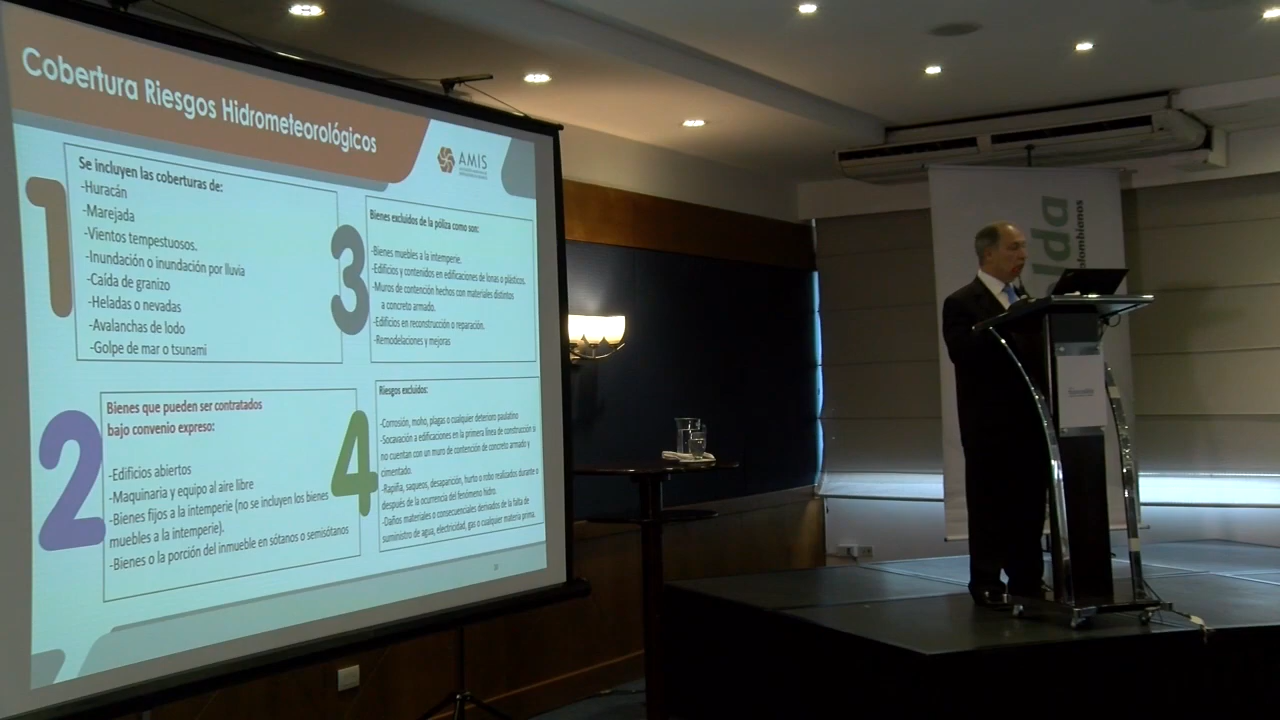 Cobertura Riesgos Hidrometeorológicos
AMIS
1
Se incluyen las coberturas de:
-Huracán
-Marejada
-Vientos tempestuosos.
-Inundación o inundación por lluvia
-Caída de granizo
-Heladas o nevadas
-Avalanchas de lodo
-Golpe de mar o tsunami
2
Bienes que pueden ser contratados
bajo convenio expreso:
-Edificios abiertos
-Maquinaria y equipo al aire libre
-Bienes fijos a la intemperie (no se incluyen los bienes
muebles a la intemperie).
-Bienes o la porción del inmueble en sótanos o semisótanos
3
Bienes excluidos de la póliza como son:
-Bienes muebles a la intemperie.
-Edificios y contenidos en edificaciones de lonas o plásticos.
-Muros de contención hechos con materiales distintos
a concreto armado.
-Edificios en reconstrucción o reparación.
-Remodelaciones y mejoras
4
Riesgos excluidos:
-Corrosión, moho, plagas o cualquier deterioro paulatino
-Socavación a edificaciones en la primera línea de construcción o
no cuentan con un muro de contención de concreto armado y
cimentado.
-Rapiña, saqueos, desaparición, hurto o robo realizados durante o
después de la ocurrencia del fenómeno hidro.
-Daños materiales o consecuenciales derivados de la falta de
suministro de agua, electricidad, gas o cualquier materia prima.
lda
olombianas